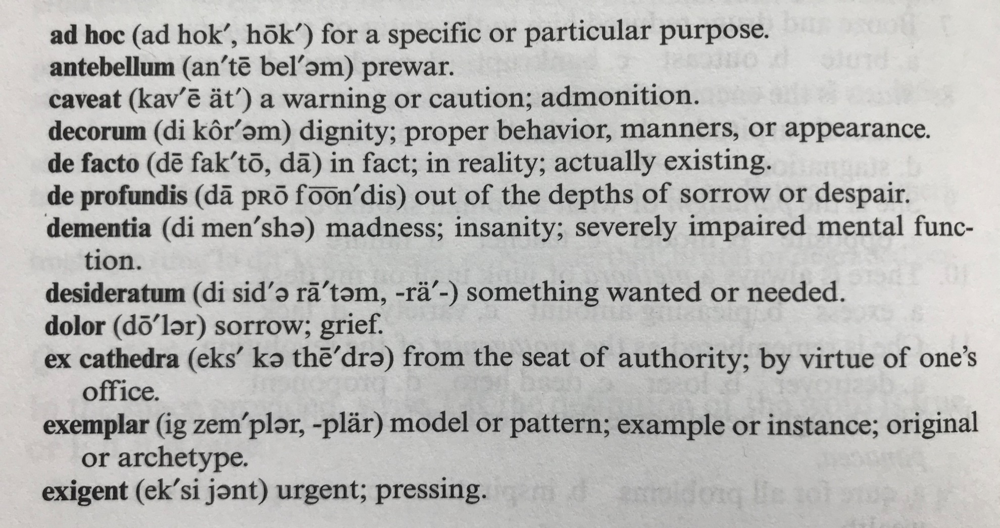 ad hoc (ad hok′, hōk′) for a specific or particular purpose.
antebellum (an′tē bel′əm) prewar.
caveat (kav′ē ät′) a warning or caution; admonition.
decorum (di kôr′əm) dignity; proper behavior, manners, or appearance.
de facto (dē fak′tō, dā) in fact; in reality; actually existing.
de profundis (dā pʀō fo͞on′dis) out of the depths of sorrow or despair.
dementia (di men′shə) madness; insanity; severely impaired mental func-
tion.
desideratum (di sid′ə rā′təm, -rä′-) something wanted or needed.
dolor (dō′lər) sorrow; grief.
ex cathedra (eks′ kə thē′drə) from the seat of authority; by virtue of one’s
office.
exemplar (ig zem′plər, -plär) model or pattern; example or instance; original
or archetype.
exigent (ek′si jənt) urgent; pressing.